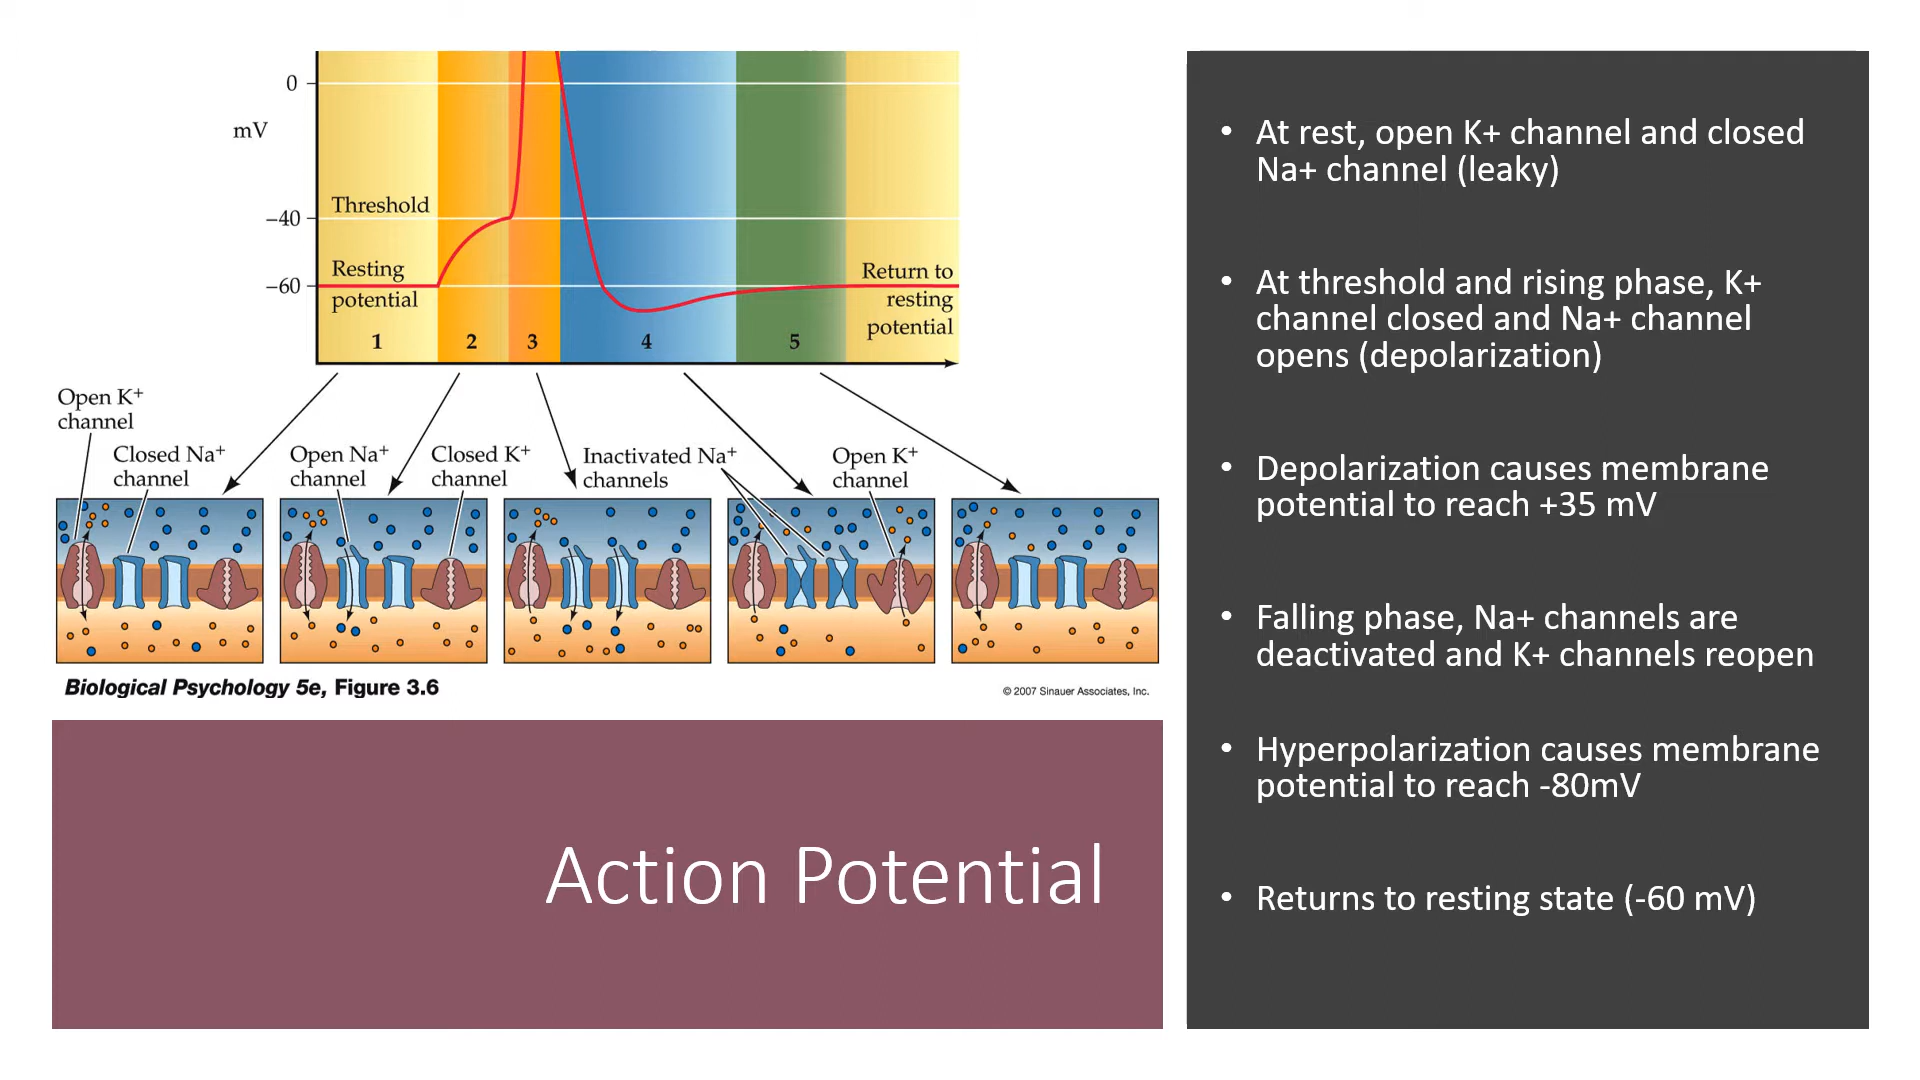 0
mV
Threshold
−40
Resting
potential
−60
Return to
resting
potential
1
2
3
4
5
Open K+
channel
Closed Na+
channel
Open Na+
channel
Closed K+
channel
Inactivated Na+
channels
Open K+
channel
Biological Psychology 5e, Figure 3.6
© 2007 Sinauer Associates, Inc.
Action Potential
• At rest, open K+ channel and closed
Na+ channel (leaky)
• At threshold and rising phase, K+
channel closed and Na+ channel
opens (depolarization)
• Depolarization causes membrane
potential to reach +35 mV
• Falling phase, Na+ channels are
deactivated and K+ channels reopen
• Hyperpolarization causes membrane
potential to reach -80mV
• Returns to resting state (-60 mV)